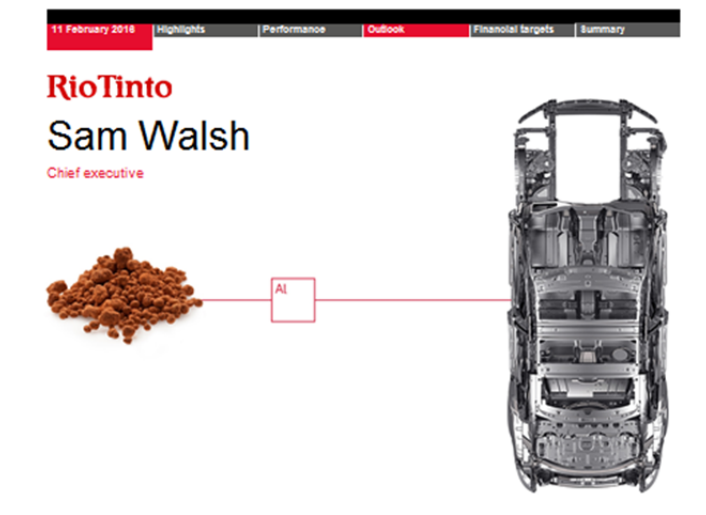 11 February 2016
Highlights
Performance
Outlook
Financial targets
Summary
RioTinto
Sam Walsh
Chief executive
Al